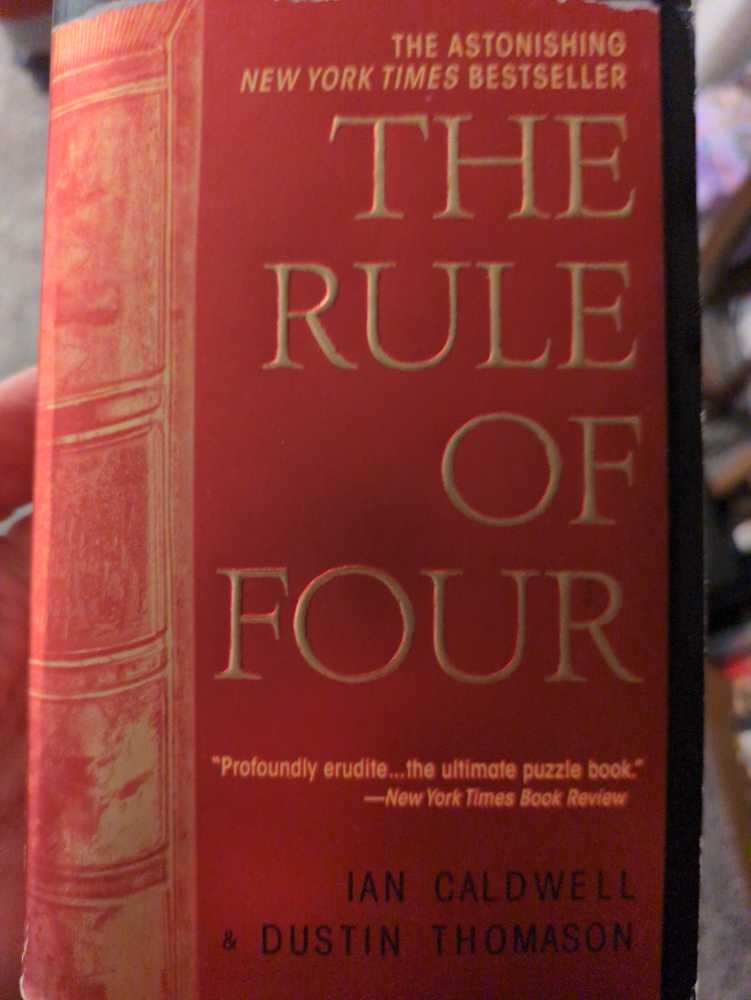 THE ASTONISHING
NEW YORK TIMES BESTSELLER
THE
RULE
OF
FOUR
"Profoundly erudite...the ultimate puzzle book."
—New York Times Book Review
IAN CALDWELL
& DUSTIN THOMASON